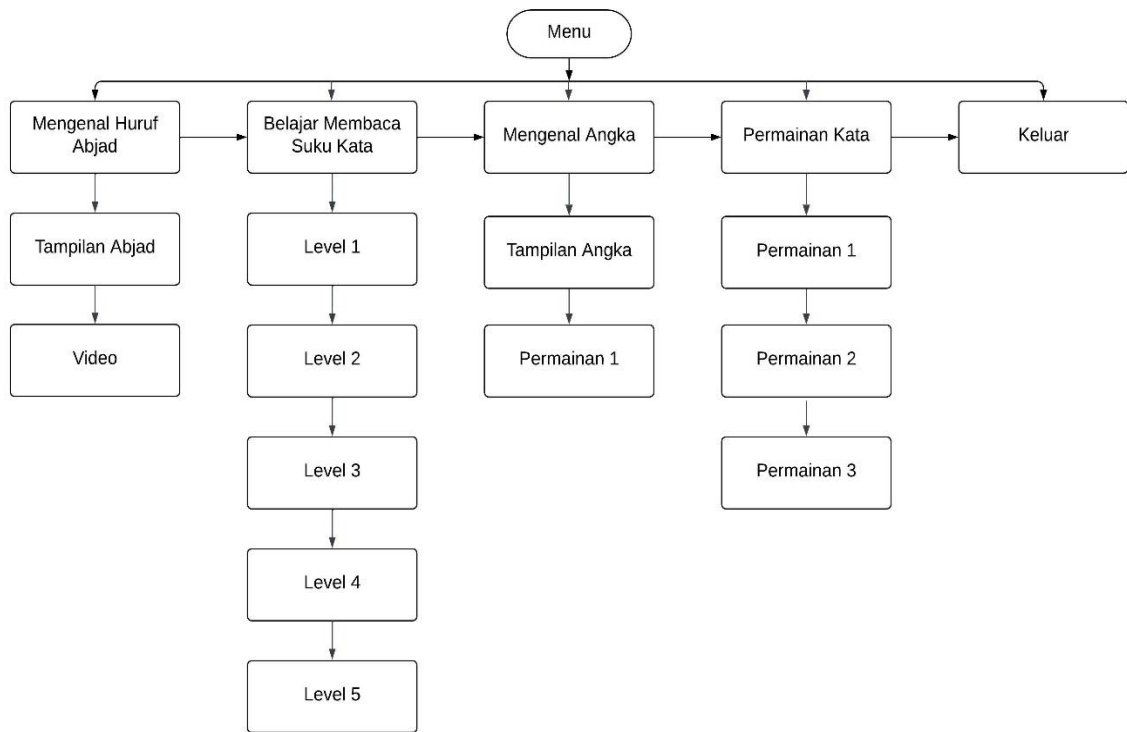 Menu
Mengenal Huruf
Abjad
Belajar Membaca
Suku Kata
Mengenal Angka
Permainan Kata
Keluar
Tampilan Abjad
Level 1
Tampilan Angka
Permainan 1
Video
Level 2
Permainan 1
Permainan 2
Level 3
Permainan 3
Level 4
Level 5